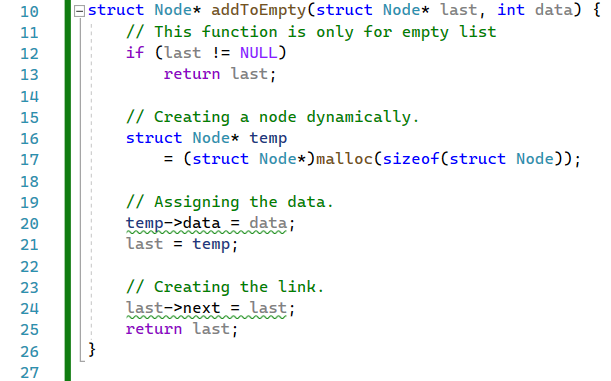 10 struct Node* addToEmpty(struct Node* last, int data) {
11 // This function is only for empty list
12 if (last != NULL)
13 return last;
14
15 // Creating a node dynamically.
16 struct Node* temp
17 = (struct Node*)malloc(sizeof(struct Node));
18
19 // Assigning the data.
20 temp->data = data;
21 last = temp;
22
23 // Creating the link.
24 last->next = last;
25 return last;
26 }
27